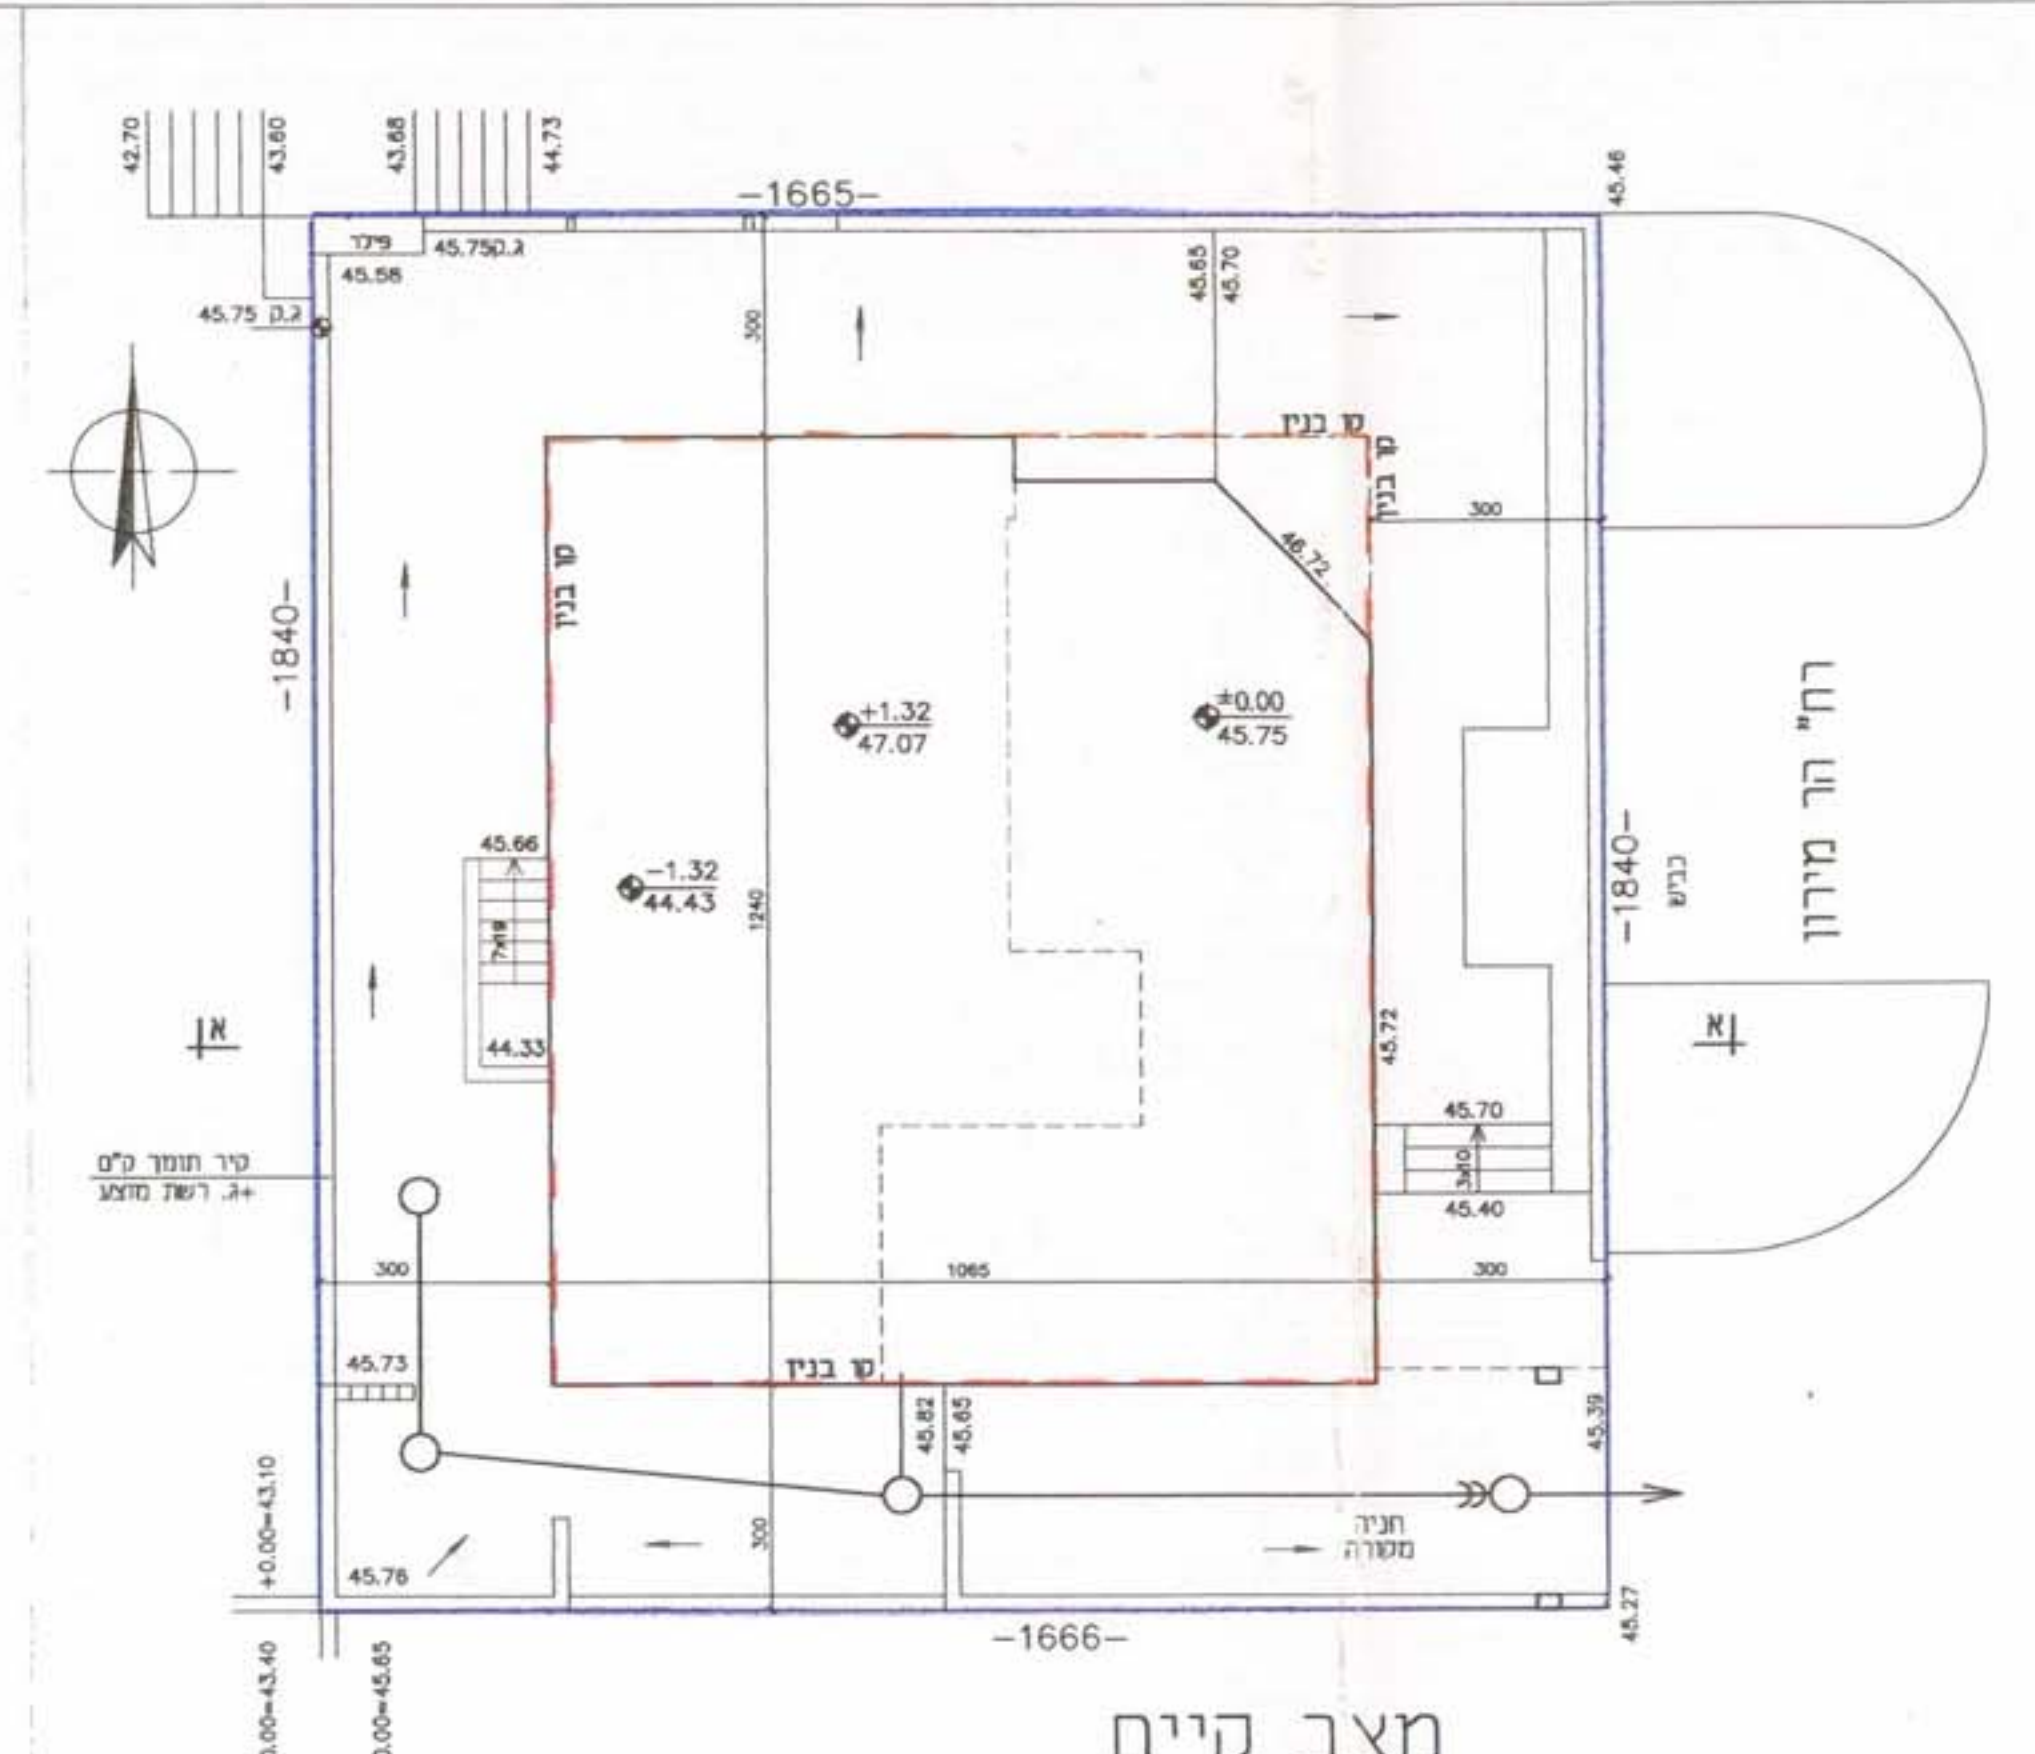 42.70
43.60
43.68
44.73
-1665-
45.46
פילר
45.58
ג.ק45.75
ג.ק 45.75
300
45.65
45.70
קו בנין
קו בנין
300
46.72
קו בנין
-1840-
+1.32
47.07
±0.00
45.75
רח" הר מירון
-1840-
כביש
45.66
7x19
44.33
-1.32
44.43
1240
א
א
45.72
45.70
3x10
45.40
קיר תומך ק"ם
+ג. רשת מוצע
300
1065
300
45.73
קו בנין
45.82
45.65
45.39
+0.00=43.10
45.76
300
חניה
מקורה
45.27
-1666-
0.00=43.40
0.00=45.65
מצב קיים